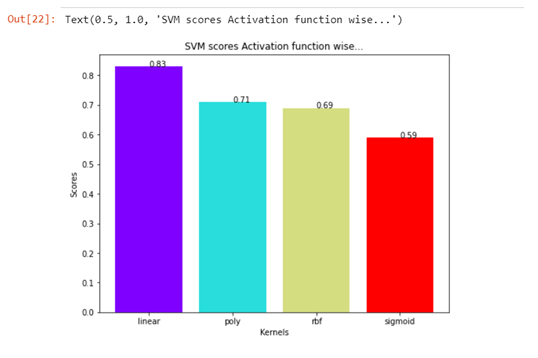 Out[22]: Text(0.5, 1.0, 'SVM scores Activation function wise...')
SVM scores Activation function wise...
0.83
0.71
0.69
0.59
0.8
0.7
0.6
0.5
0.4
0.3
0.2
0.1
0.0
Scores
linear poly rbf sigmoid
Kernels